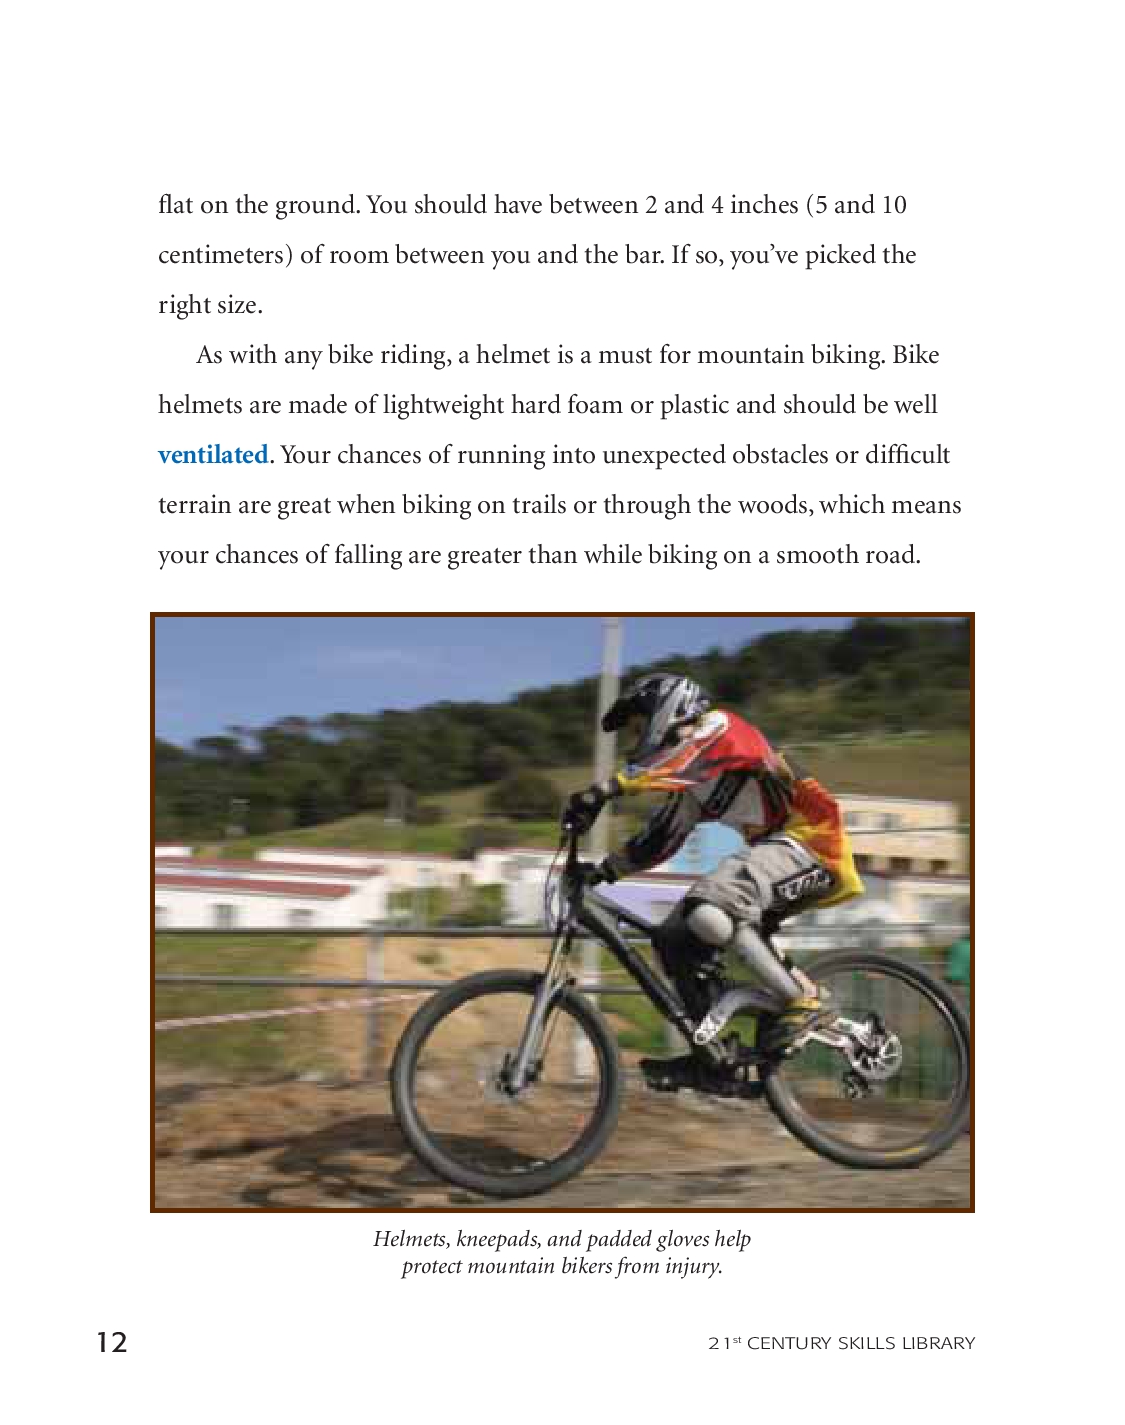 flat on the ground. You should have between 2 and 4 inches (5 and 10
centimeters) of room between you and the bar. If so, you’ve picked the
right size.
As with any bike riding, a helmet is a must for mountain biking. Bike
helmets are made of lightweight hard foam or plastic and should be well
ventilated. Your chances of running into unexpected obstacles or difficult
terrain are great when biking on trails or through the woods, which means
your chances of falling are greater than while biking on a smooth road.
Helmets, kneepads, and padded gloves help
protect mountain bikers from injury.
12
21st CENTURY SKILLS LIBRARY